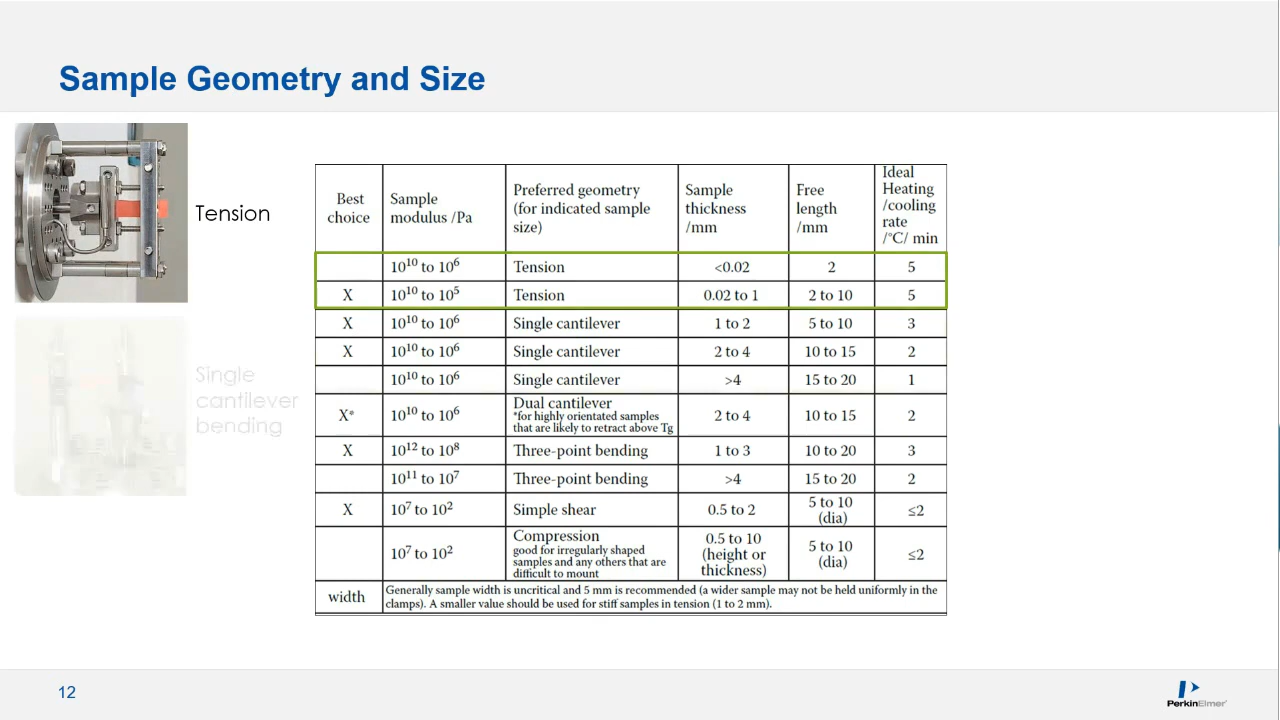 Sample Geometry and Size
Tension
Single
cantilever
bending
Best
choice
Sample
modulus /Pa
Preferred geometry
(for indicated sample
size)
Sample
thickness
/mm
Free
length
/mm
Ideal
Heating
/cooling
rate
/°C/ min
10¹⁰ to 10⁶ Tension <0.02 2 5
X 10¹⁰ to 10⁵ Tension 0.02 to 1 2 to 10 5
X 10¹⁰ to 10⁶ Single cantilever 1 to 2 5 to 10 3
X 10¹⁰ to 10⁶ Single cantilever 2 to 4 10 to 15 2
10¹⁰ to 10⁶ Single cantilever >4 15 to 20 1
X* 10¹⁰ to 10⁶ Dual cantilever
*for highly orientated samples
that are likely to retract above Tg
2 to 4 10 to 15 2
X 10¹² to 10⁸ Three-point bending 1 to 3 10 to 20 3
10¹¹ to 10⁷ Three-point bending >4 15 to 20 2
X 10⁷ to 10² Simple shear 0.5 to 2 5 to 10
(dia)
≤2
10⁷ to 10² Compression
good for irregularly shaped
samples and any others that are
difficult to mount
0.5 to 10
(height or
thickness)
5 to 10
(dia)
≤2
width
Generally sample width is uncritical and 5 mm is recommended (a wider sample may not be held uniformly in the
clamps). A smaller value should be used for stiff samples in tension (1 to 2 mm).
12
PerkinElmer